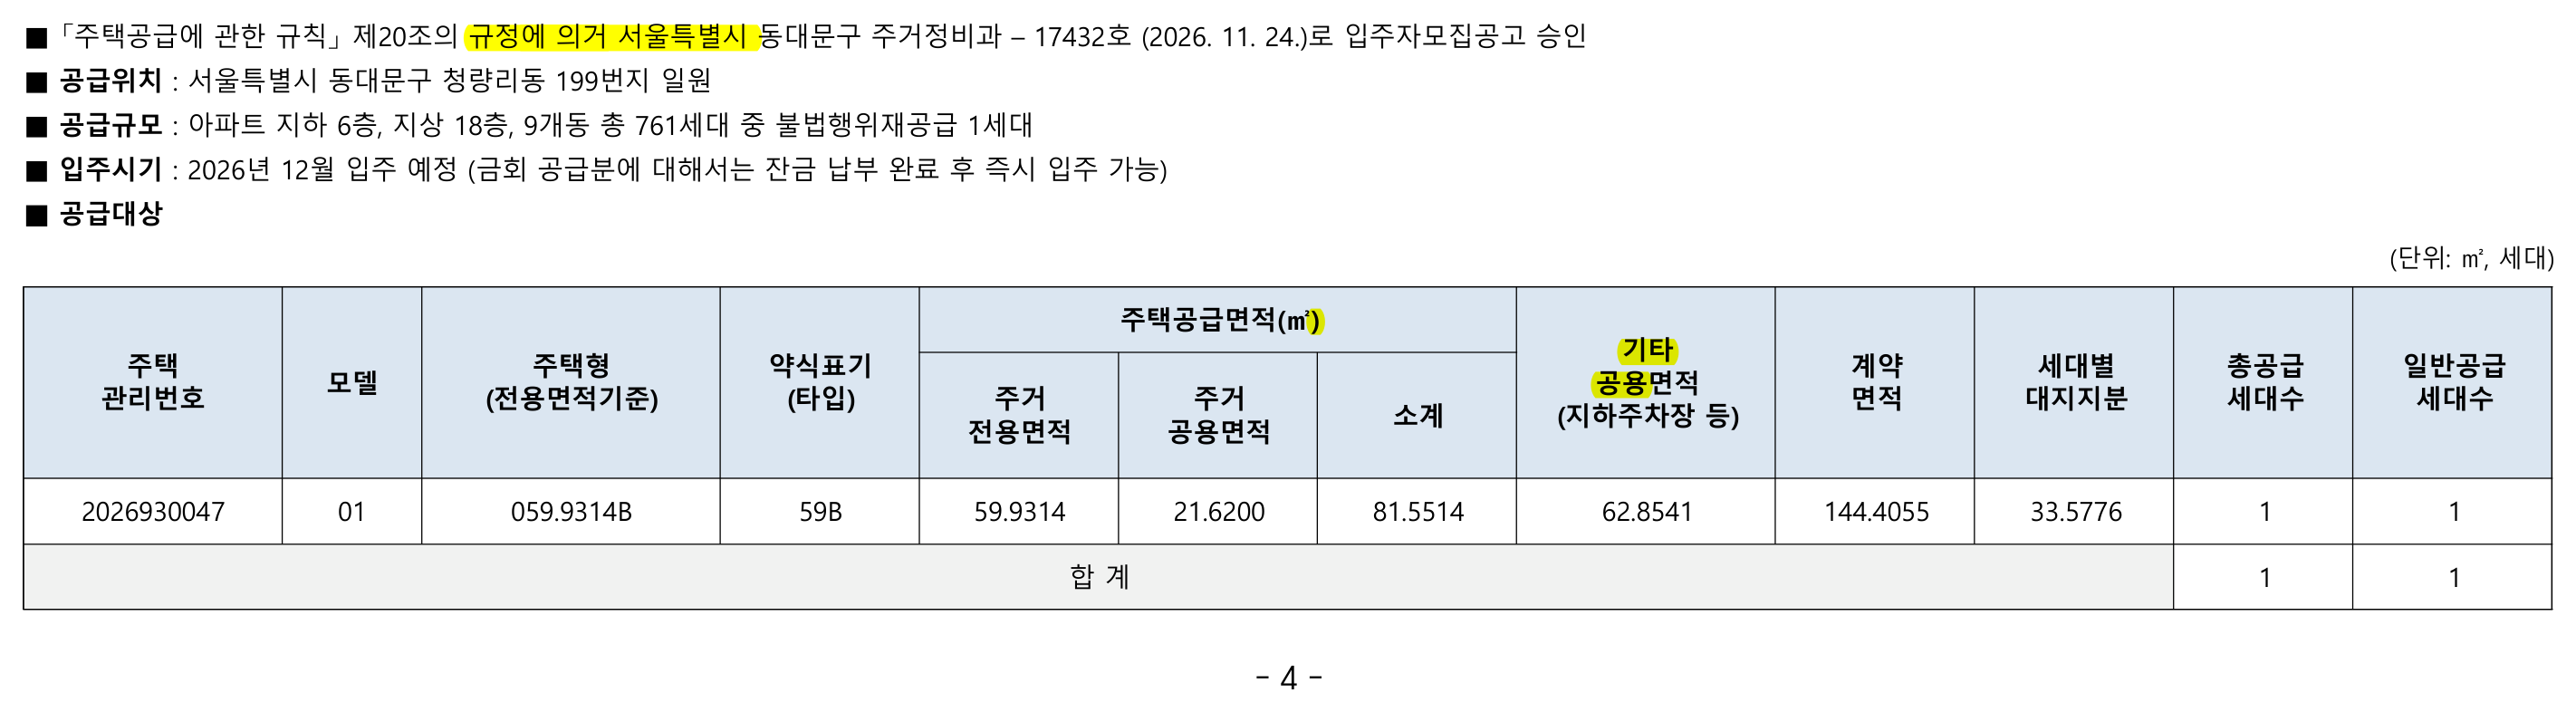 ■ 「주택공급에 관한 규칙」 제20조의 규정에 의거 서울특별시 동대문구 주거정비과 – 17432호 (2026. 11. 24.)로 입주자모집공고 승인
■ 공급위치 : 서울특별시 동대문구 청량리동 199번지 일원
■ 공급규모 : 아파트 지하 6층, 지상 18층, 9개동 총 761세대 중 불법행위재공급 1세대
■ 입주시기 : 2026년 12월 입주 예정 (금회 공급분에 대해서는 잔금 납부 완료 후 즉시 입주 가능)
■ 공급대상
(단위: ㎡, 세대)
주택
관리번호
모델
주택형
(전용면적기준)
약식표기
(타입)
주택공급면적(㎡)
주거
전용면적
주거
공용면적
소계
기타
공용면적
(지하주차장 등)
계약
면적
세대별
대지지분
총공급
세대수
일반공급
세대수
2026930047 01 059.9314B 59B 59.9314 21.6200 81.5514 62.8541 144.4055 33.5776 1 1
합 계 1 1
- 4 -